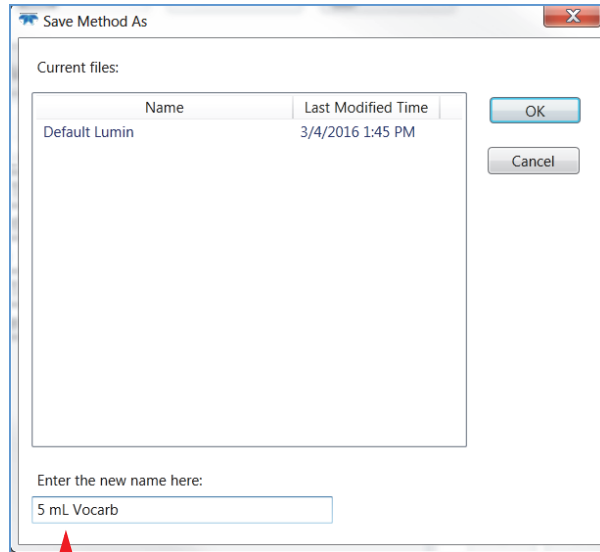 Save Method As
Current files:
Name Last Modified Time
OK
Default Lumin 3/4/2016 1:45 PM
Cancel
Enter the new name here:
5 mL Vocarb